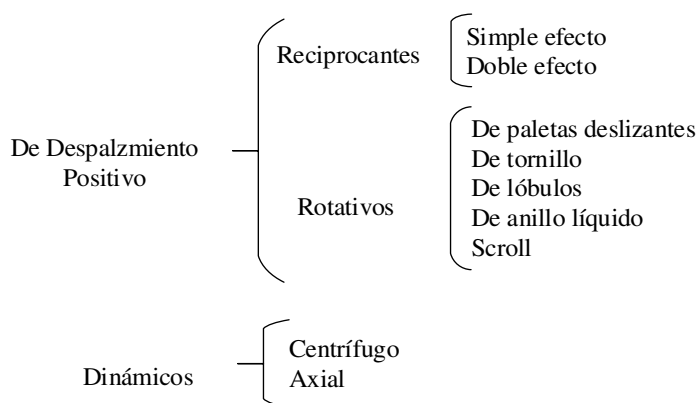 Reciprocantes
Simple efecto
Doble efecto
De Despalzmiento
Positivo
Rotativos
De paletas deslizantes
De tornillo
De lóbulos
De anillo líquido
Scroll
Dinámicos
Centrífugo
Axial